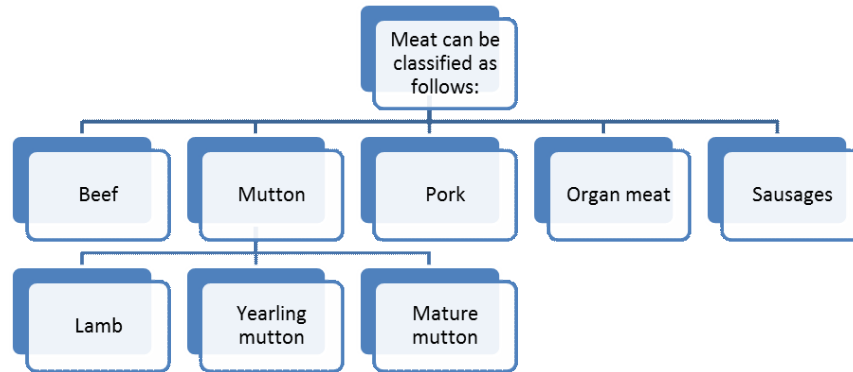 Meat can be
classified as
follows:
Beef
Mutton
Pork
Organ meat
Sausages
Lamb
Yearling
mutton
Mature
mutton